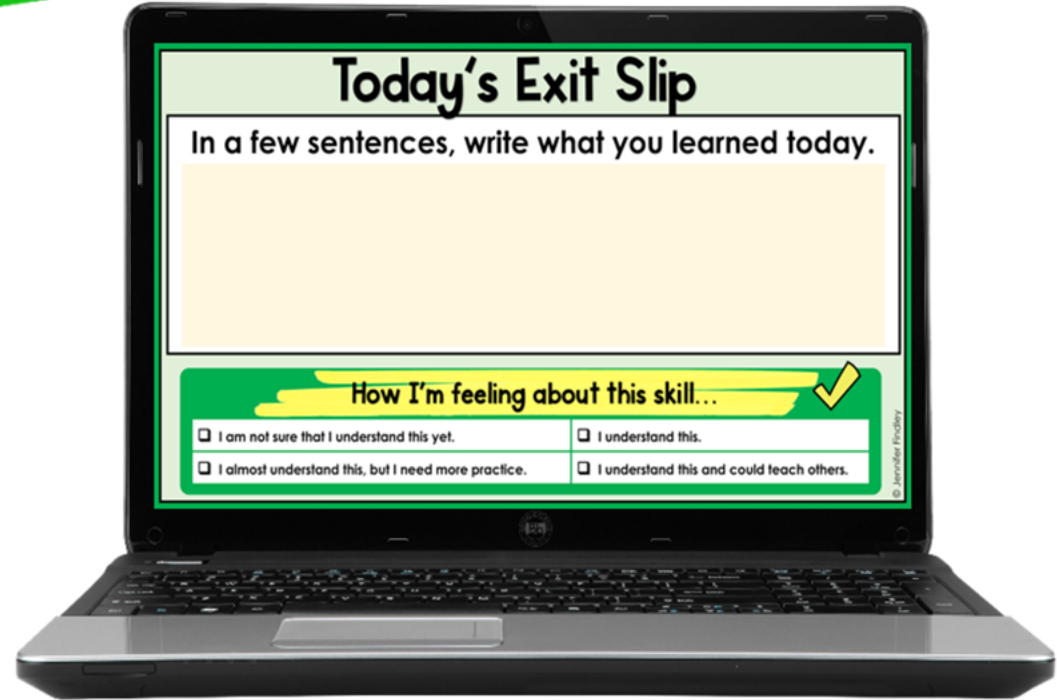 Today's Exit Slip
In a few sentences, write what you learned today.
How I'm feeling about this skill...
❑ I am not sure that I understand this yet.
❑ I understand this.
❑ I almost understand this, but I need more practice.
❑ I understand this and could teach others.
© Jennifer Findley